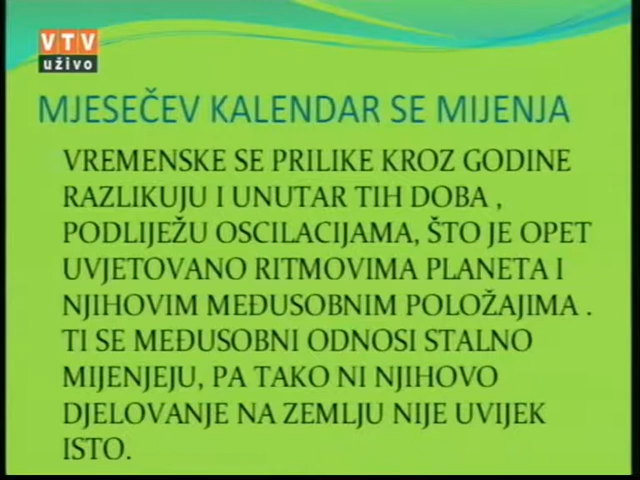 VTV
uživo
MJESEČEV KALENDAR SE MIJENJA
VREMENSKE SE PRILIKE KROZ GODINE
RAZLIKUJU I UNUTAR TIH DOBA ,
PODLIJEŽU OSCILACIJAMA, ŠTO JE OPET
UVJETOVANO RITMOVIMA PLANETA I
NJIHOVIM MEĐUSOBNIM POLOŽAJIMA .
TI SE MEĐUSOBNI ODNOSI STALNO
MIJENJEJU, PA TAKO NI NJIHOVO
DJELOVANJE NA ZEMLJU NIJE UVIJEK
ISTO.